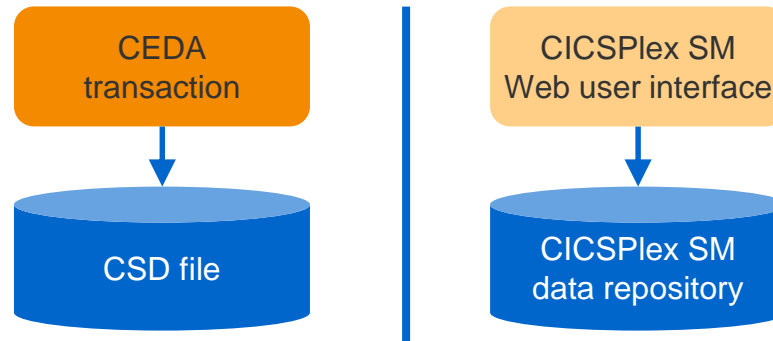 CEDA
transaction
CSD file
CICSPlex SM
Web user interface
CICSPlex SM
data repository